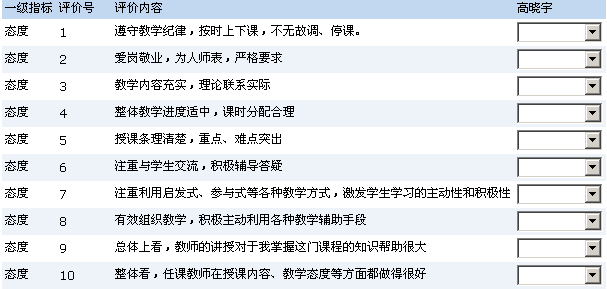 一级指标 评价号 评价内容 高晓宇
态度 1 遵守教学纪律，按时上下课，不无故调、停课。
态度 2 爱岗敬业，为人师表，严格要求
态度 3 教学内容充实，理论联系实际
态度 4 整体教学进度适中，课时分配合理
态度 5 授课条理清楚，重点、难点突出
态度 6 注重与学生交流，积极辅导答疑
态度 7 注重利用启发式、参与式等各种教学方式，激发学生学习的主动性和积极性
态度 8 有效组织教学，积极主动利用各种教学辅助手段
态度 9 总体上看，教师的讲授对于我掌握这门课程的知识帮助很大
态度 10 整体看，任课教师在授课内容、教学态度等方面都做得很好